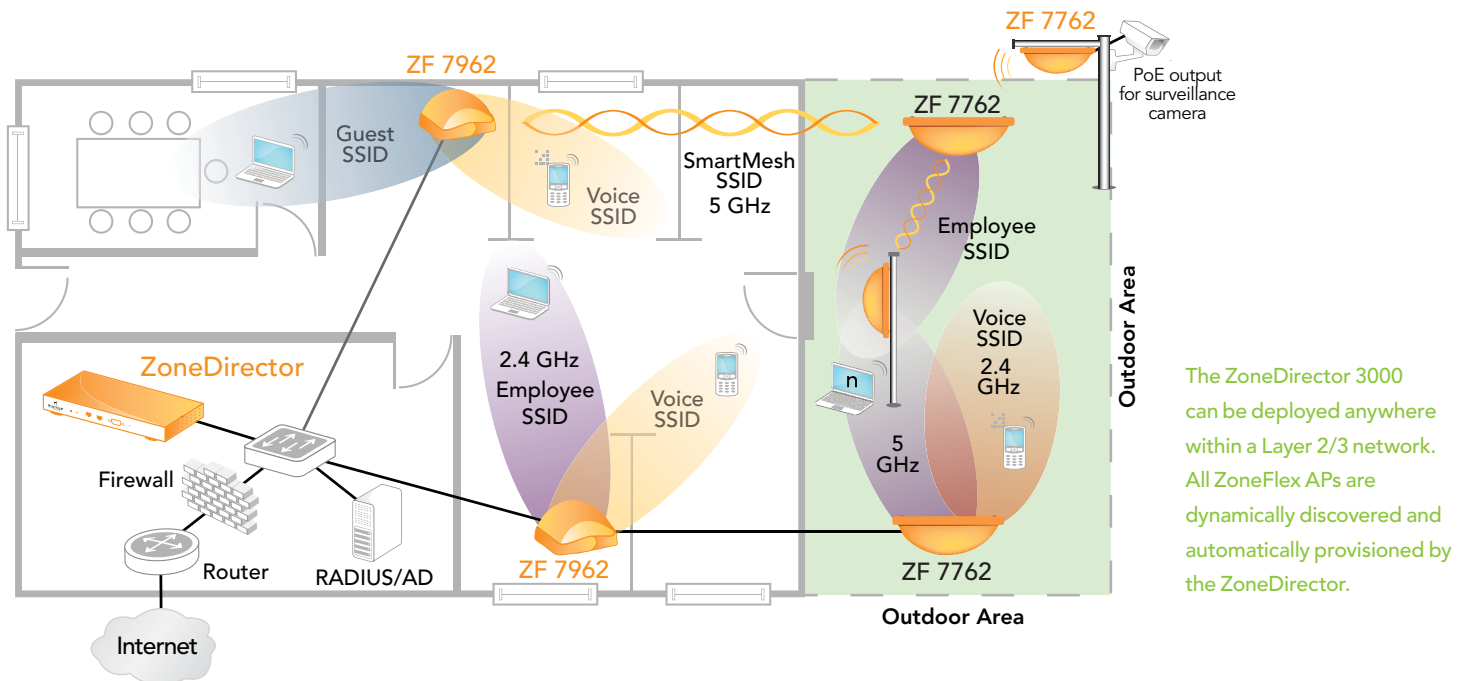 ZF 7762
PoE output
for surveillance
camera
ZF 7962
ZF 7762
Guest
SSID
SmartMesh
SSID
5 GHz
Voice
SSID
Employee
SSID
Outdoor Area
Voice
SSID
2.4
GHz
2.4 GHz
Employee
SSID
Voice
SSID
n
5
GHz
ZoneDirector
Firewall
Router
RADIUS/AD
Internet
ZF 7962
ZF 7762
Outdoor Area
The ZoneDirector 3000
can be deployed anywhere
within a Layer 2/3 network.
All ZoneFlex APs are
dynamically discovered and
automatically provisioned by
the ZoneDirector.